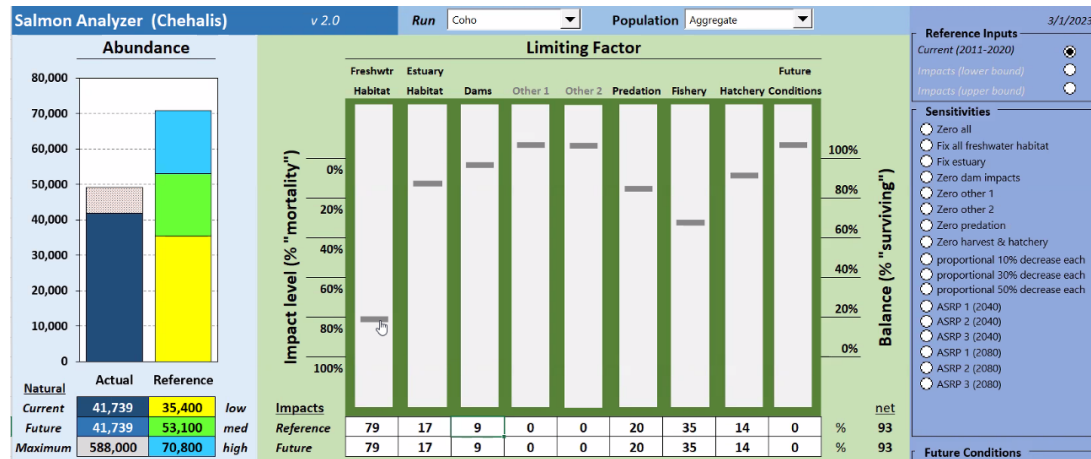 Salmon Analyzer (Chehalis) v 2.0 Run Coho Population Aggregate 3/1/2023
Abundance
80,000
70,000
60,000
50,000
40,000
30,000
20,000
10,000
0
Actual Reference
Natural
Current 41,739 35,400 low
Future 41,739 53,100 med
Maximum 588,000 70,800 high
Limiting Factor
Freshwtr Estuary Future
Habitat Habitat Dams Other 1 Other 2 Predation Fishery Hatchery Conditions
Impact level (% "mortality")
0%
20%
40%
60%
80%
100%
100%
80%
60%
40%
20%
0%
Balance (% "surviving")
Impacts net
Reference 79 17 9 0 0 20 35 14 0 % 93
Future 79 17 9 0 0 20 35 14 0 % 93
Reference Inputs
Current (2011-2020)
Impacts (lower bound)
Impacts (upper bound)
Sensitivities
Zero all
Fix all freshwater habitat
Fix estuary
Zero dam impacts
Zero other 1
Zero other 2
Zero predation
Zero harvest & hatchery
proportional 10% decrease each
proportional 30% decrease each
proportional 50% decrease each
ASRP 1 (2040)
ASRP 2 (2040)
ASRP 3 (2040)
ASRP 1 (2080)
ASRP 2 (2080)
ASRP 3 (2080)
Future Conditions